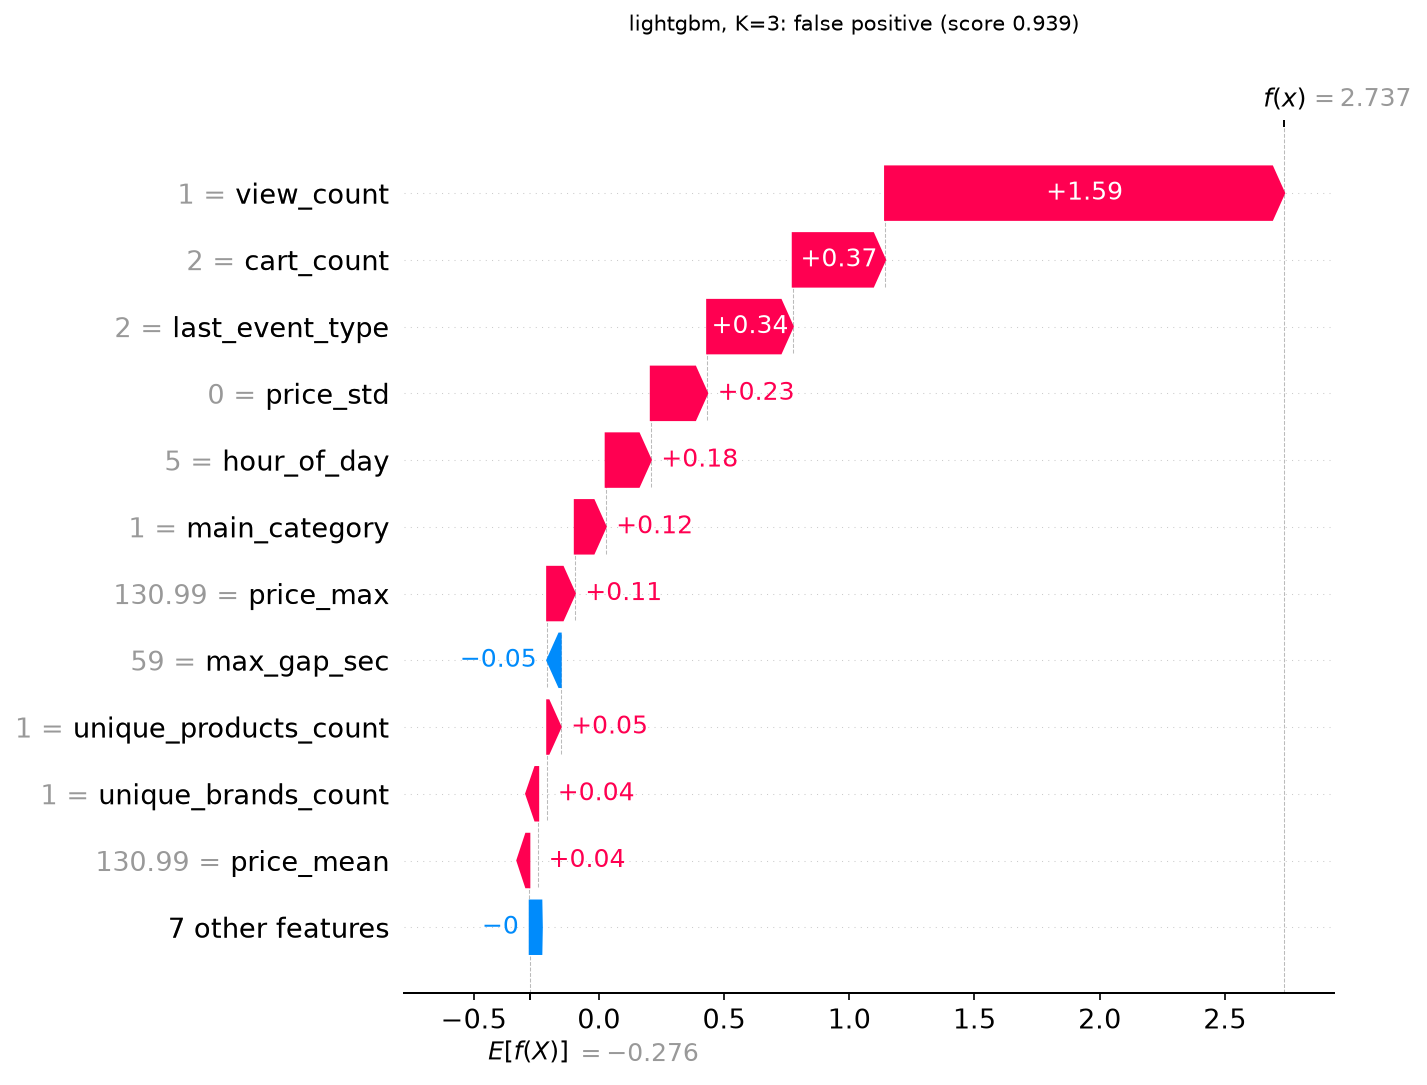 lightgbm, K=3: false positive (score 0.939)
f(x) = 2.737
1 = view_count
+1.59
2 = cart_count
+0.37
2 = last_event_type
+0.34
0 = price_std
+0.23
5 = hour_of_day
+0.18
1 = main_category
+0.12
130.99 = price_max
+0.11
59 = max_gap_sec
−0.05
1 = unique_products_count
+0.05
1 = unique_brands_count
+0.04
130.99 = price_mean
+0.04
7 other features
−0
−0.5 0.0 0.5 1.0 1.5 2.0 2.5
E[f(X)] = −0.276